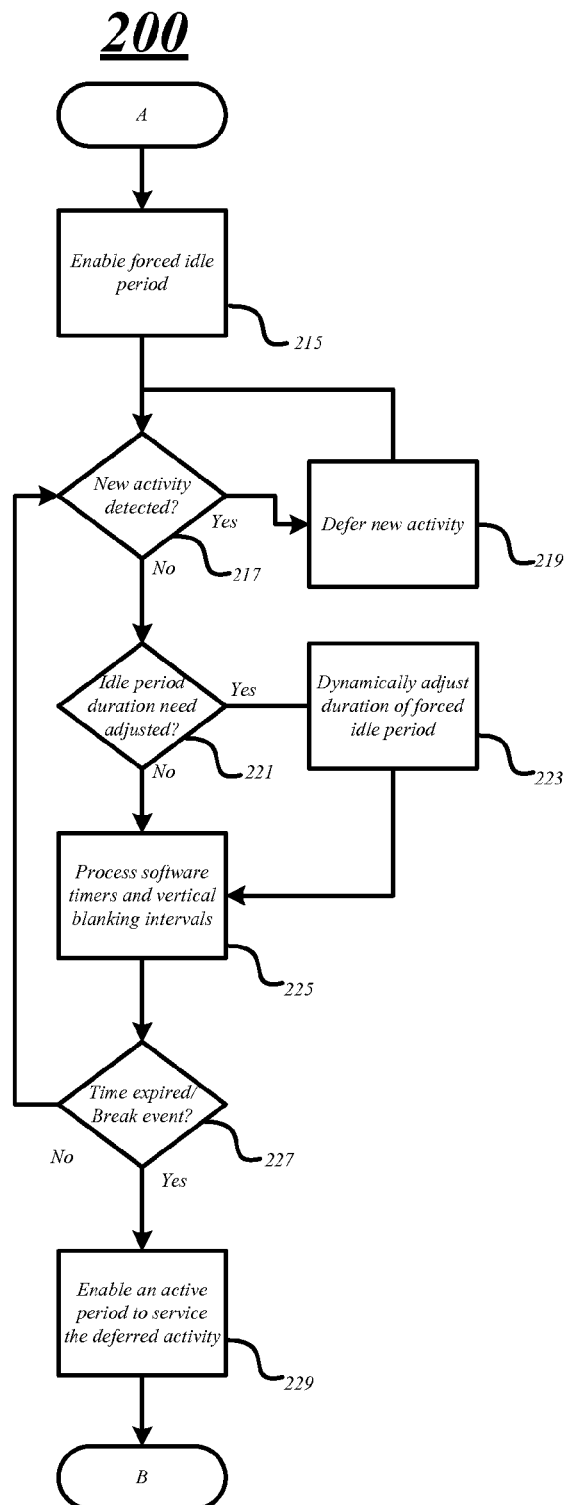 200
A
Enable forced idle
period
215
New activity
detected?
Yes
No
217
Defer new activity
219
Idle period
duration need
adjusted?
Yes
No
221
Dynamically adjust
duration of forced
idle period
223
Process software
timers and vertical
blanking intervals
225
Time expired/
Break event?
No
Yes
227
Enable an active
period to service
the deferred activity
229
B